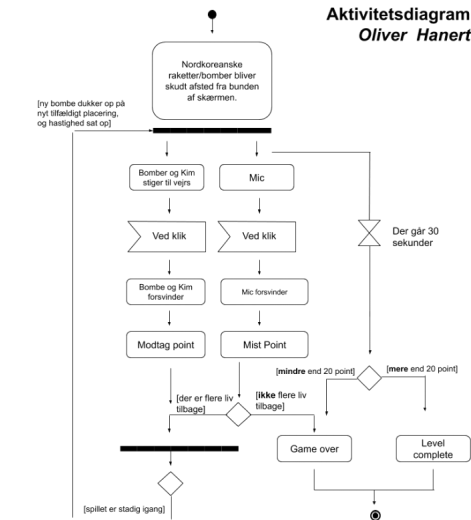 Aktivitetsdiagram
Oliver Hanert
Nordkoreanske
raketter/bomber bliver
skudt afsted fra bunden
af skærmen.
[ny bombe dukker op på
nyt tilfældigt placering,
og hastighed sat op]
Bomber og Kim
stiger til vejrs
Mic
Ved klik
Ved klik
Der går 30
sekunder
Bombe og Kim
forsvinder
Mic forsvinder
Modtag point
Mist Point
[mindre end 20 point]
[mere end 20 point]
[der er flere liv
tilbage]
[ikke flere liv
tilbage]
Game over
Level
complete
[spillet er stadig igang]